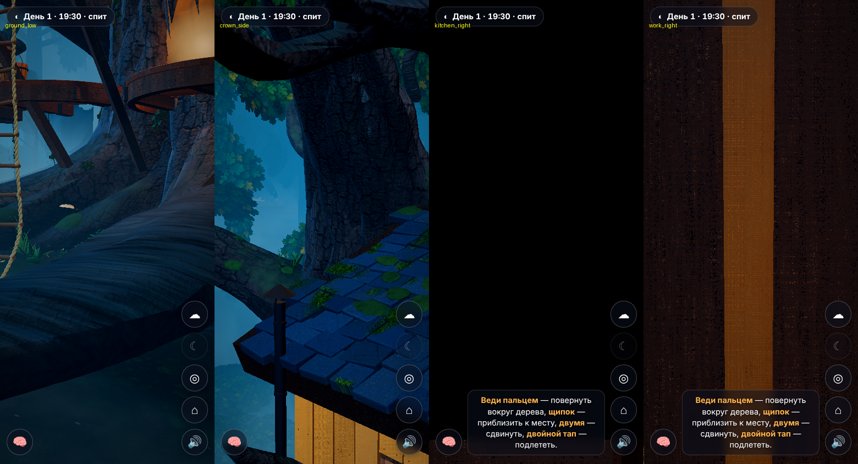 День 1 · 19:30 · спит
ground_low
День 1 · 19:30 · спит
crown_side
День 1 · 19:30 · спит
kitchen_right
Веди пальцем — повернуть
вокруг дерева, щипок —
приблизить к месту, двумя —
сдвинуть, двойной тап —
подлететь.
День 1 · 19:30 · спит
work_right
Веди пальцем — повернуть
вокруг дерева, щипок —
приблизить к месту, двумя —
сдвинуть, двойной тап —
подлететь.